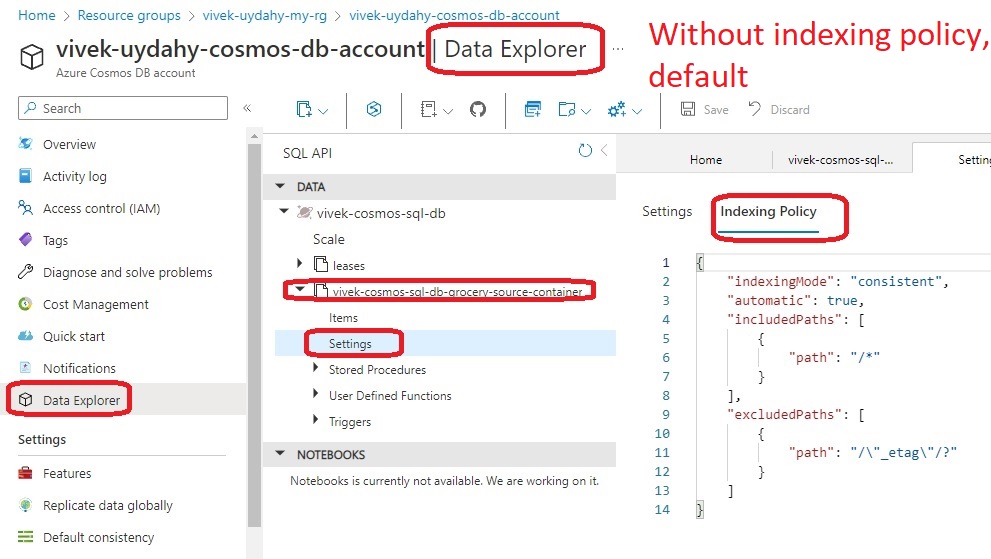 Home > Resource groups > vivek-uydahy-my-rg > vivek-uydahy-cosmos-db-account
vivek-uydahy-cosmos-db-account | Data Explorer ...
Azure Cosmos DB account
Without indexing policy,
default
Search
«
Overview
Activity log
Access control (IAM)
Tags
Diagnose and solve problems
Cost Management
Quick start
Notifications
Data Explorer
Settings
Features
Replicate data globally
Default consistency
Save
Discard
SQL API
DATA
vivek-cosmos-sql-db
Scale
leases
vivek-cosmos-sql-db-grocery-source-container
Items
Settings
Stored Procedures
User Defined Functions
Triggers
NOTEBOOKS
Notebooks is currently not available. We are working on it.
Home
vivek-cosmos-sql-...
Settin
Settings
Indexing Policy
1 {
2 "indexingMode": "consistent",
3 "automatic": true,
4 "includedPaths": [
5 {
6 "path": "/*"
7 }
8 ],
9 "excludedPaths": [
10 {
11 "path": "/\"_etag\"/?"
12 }
13 ]
14 }